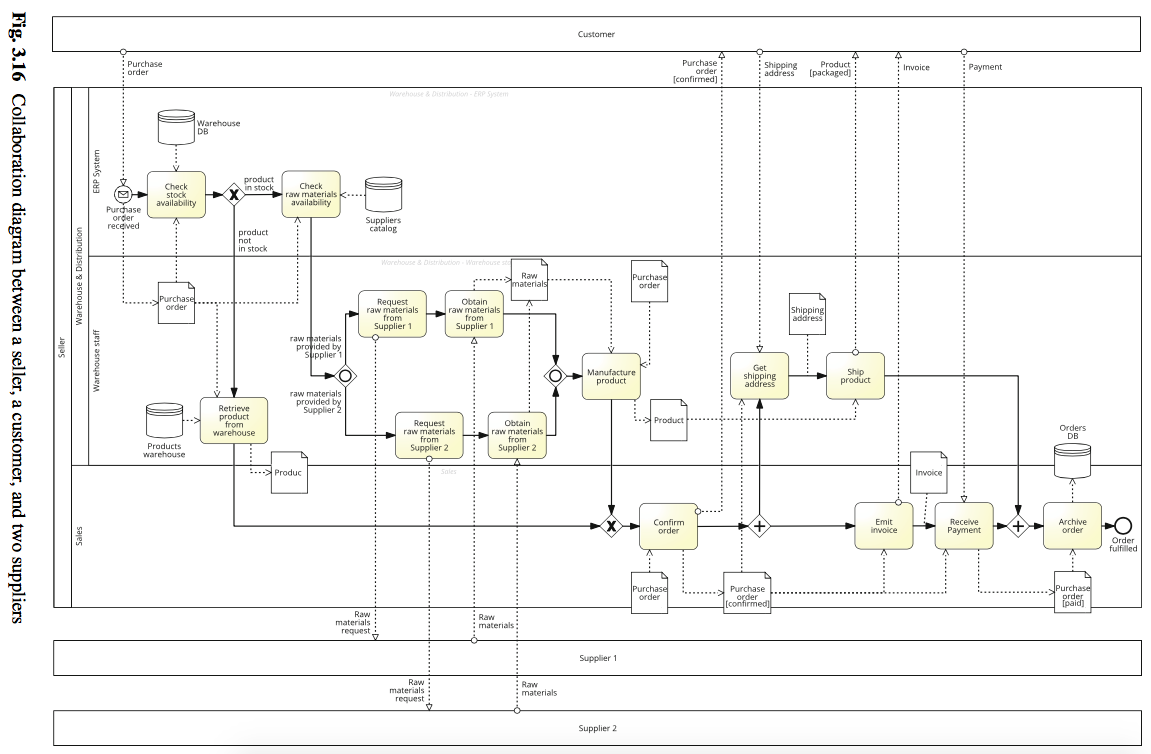 Fig. 3.16 Collaboration diagram between a seller, a customer, and two suppliers
Customer
Purchase
order
Purchase
order
[confirmed]
Shipping
address
Product
[packaged]
Invoice
Payment
Seller
Warehouse & Distribution
ERP System
Warehouse & Distribution - ERP System
Warehouse
DB
Purchase
order
received
Check
stock
availability
product
in stock
Check
raw materials
availability
Suppliers
catalog
product
not
in stock
Warehouse staff
Warehouse & Distribution - Warehouse sta
Purchase
order
Request
raw materials
from
Supplier 1
Obtain
raw materials
from
Supplier 1
Raw
materials
Purchase
order
Shipping
address
raw materials
provided by
Supplier 1
raw materials
provided by
Supplier 2
Manufacture
product
Get
shipping
address
Ship
product
Products
warehouse
Retrieve
product
from
warehouse
Produc
Request
raw materials
from
Supplier 2
Obtain
raw materials
from
Supplier 2
Product
Sales
Sales
Orders
DB
Invoice
Confirm
order
Emit
invoice
Receive
Payment
Archive
order
Order
fulfilled
Purchase
order
Purchase
order
[confirmed]
Purchase
order
[paid]
Raw
materials
request
Raw
materials
Supplier 1
Raw
materials
request
Raw
materials
Supplier 2